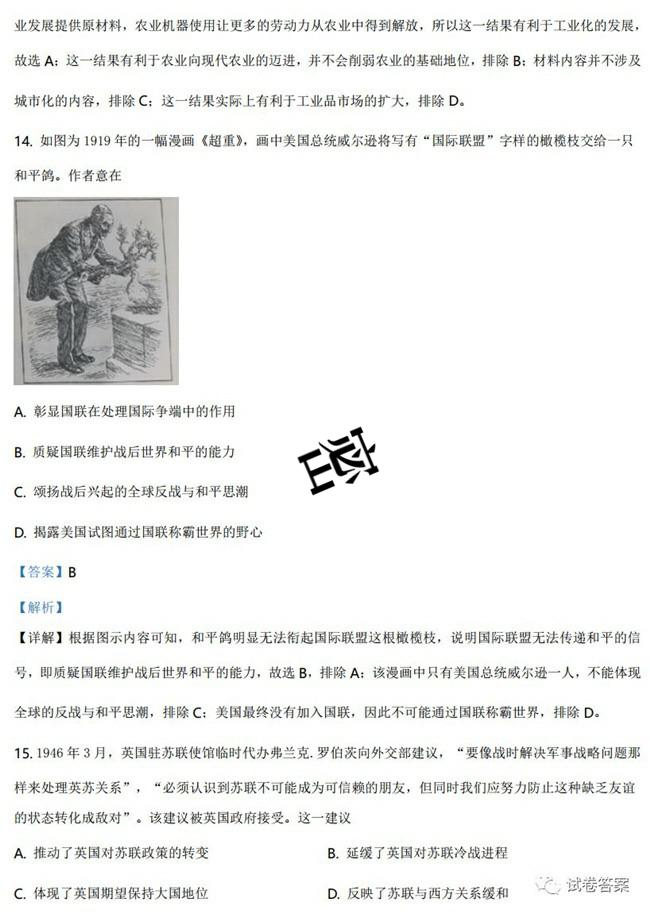 业发展提供原材料，农业机器使用让更多的劳动力从农业中得到解放，所以这一结果有利于工业化的发展，
故选 A；这一结果有利于农业向现代农业的迈进，并不会削弱农业的基础地位，排除 B；材料内容并不涉及
城市化的内容，排除 C；这一结果实际上有利于工业品市场的扩大，排除 D。
14. 如图为 1919 年的一幅漫画《超重》，画中美国总统威尔逊将写有“国际联盟”字样的橄榄枝交给一只
和平鸽。作者意在
A. 彰显国联在处理国际争端中的作用
B. 质疑国联维护战后世界和平的能力
C. 颂扬战后兴起的全球反战与和平思潮
D. 揭露美国试图通过国联称霸世界的野心
密
【答案】B
【解析】
【详解】根据图示内容可知，和平鸽明显无法衔起国际联盟这根橄榄枝，说明国际联盟无法传递和平的信
号，即质疑国联维护战后世界和平的能力，故选 B，排除 A；该漫画中只有美国总统威尔逊一人，不能体现
全球的反战与和平思潮，排除 C；美国最终没有加入国联，因此不可能通过国联称霸世界，排除 D。
15. 1946 年 3 月，英国驻苏联使馆临时代办弗兰克.罗伯茨向外交部建议，“要像战时解决军事战略问题那
样来处理英苏关系”，“必须认识到苏联不可能成为可信赖的朋友，但同时我们应努力防止这种缺乏友谊
的状态转化成敌对”。该建议被英国政府接受。这一建议
A. 推动了英国对苏联政策的转变 B. 延缓了英国对苏联冷战进程
C. 体现了英国期望保持大国地位 D. 反映了苏联与西方关系缓和
试卷答案